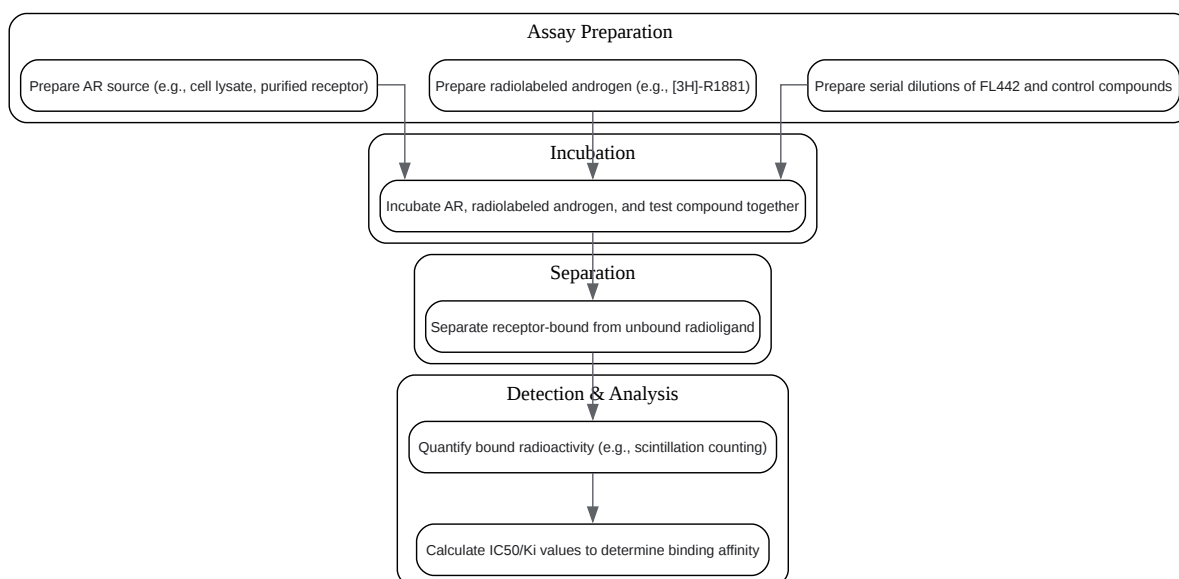 Assay Preparation
Prepare AR source (e.g., cell lysate, purified receptor)
Prepare radiolabeled androgen (e.g., [3H]-R1881)
Prepare serial dilutions of FL442 and control compounds
Incubation
Incubate AR, radiolabeled androgen, and test compound together
Separation
Separate receptor-bound from unbound radioligand
Detection & Analysis
Quantify bound radioactivity (e.g., scintillation counting)
Calculate IC50/Ki values to determine binding affinity